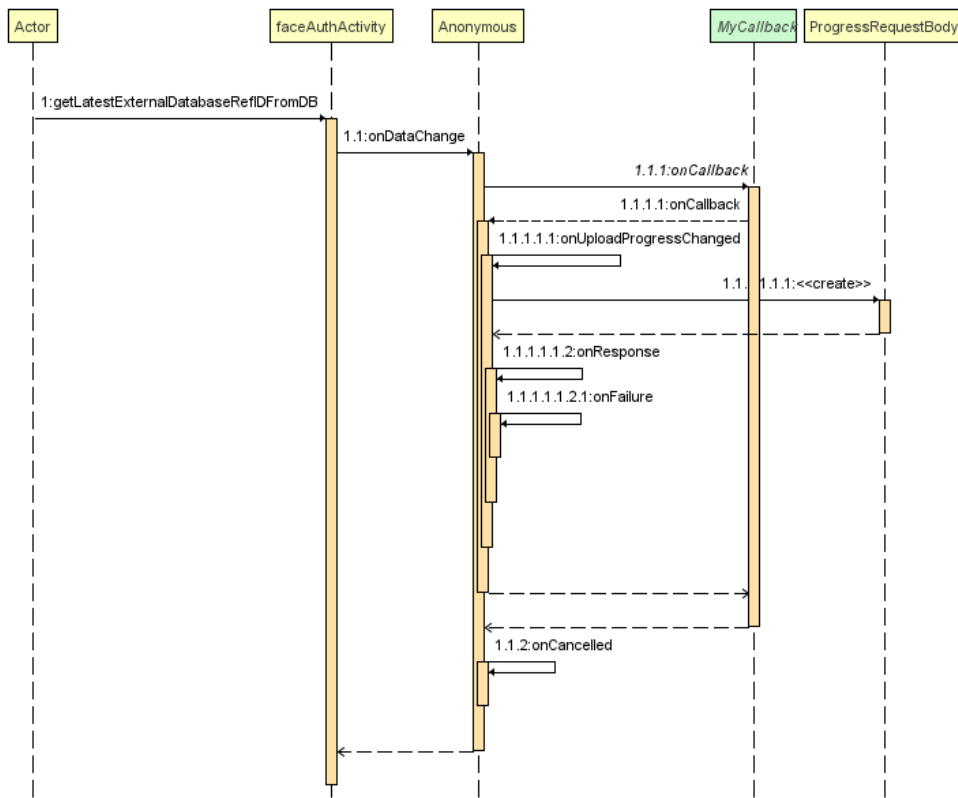 Actor
faceAuthActivity
Anonymous
MyCallback
ProgressRequestBody
1:getLatestExternalDatabaseRefIDFromDB
1.1:onDataChange
1.1.1:onCallback
1.1.1.1:onCallback
1.1.1.1.1:onUploadProgressChanged
1.1. 1.1.1:<<create>>
1.1.1.1.1.2:onResponse
1.1.1.1.1.2.1:onFailure
1.1.2:onCancelled